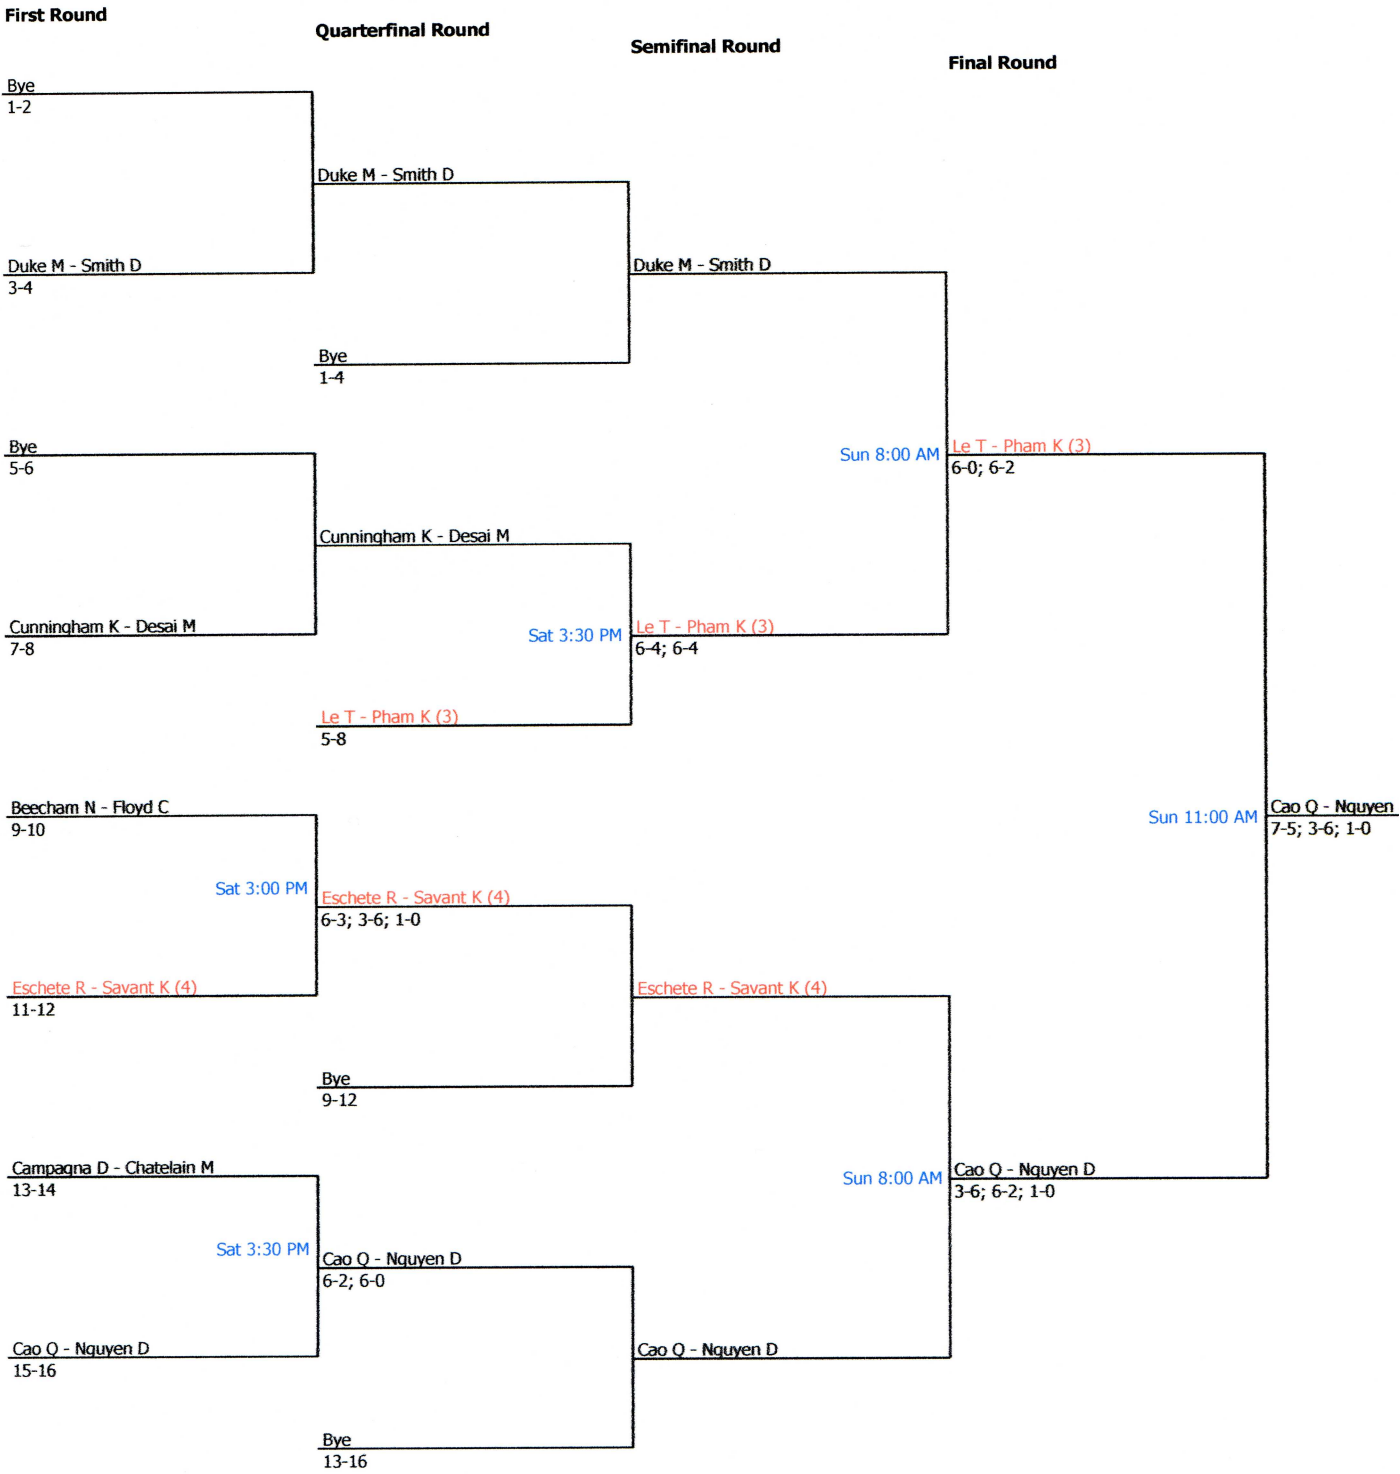 First Round
Quarterfinal Round
Semifinal Round
Final Round
Bye
1-2
Duke M - Smith D
Duke M - Smith D
3-4
Duke M - Smith D
Bye
1-4
Bye
5-6
Sun 8:00 AM
Le T - Pham K (3)
6-0; 6-2
Cunningham K - Desai M
Cunningham K - Desai M
7-8
Sat 3:30 PM
Le T - Pham K (3)
6-4; 6-4
Le T - Pham K (3)
5-8
Beecham N - Floyd C
9-10
Sun 11:00 AM
Cao Q - Nguyen
7-5; 3-6; 1-0
Sat 3:00 PM
Eschete R - Savant K (4)
6-3; 3-6; 1-0
Eschete R - Savant K (4)
11-12
Eschete R - Savant K (4)
Bye
9-12
Campagna D - Chatelain M
13-14
Sun 8:00 AM
Cao Q - Nguyen D
3-6; 6-2; 1-0
Sat 3:30 PM
Cao Q - Nguyen D
6-2; 6-0
Cao Q - Nguyen D
15-16
Cao Q - Nguyen D
Bye
13-16